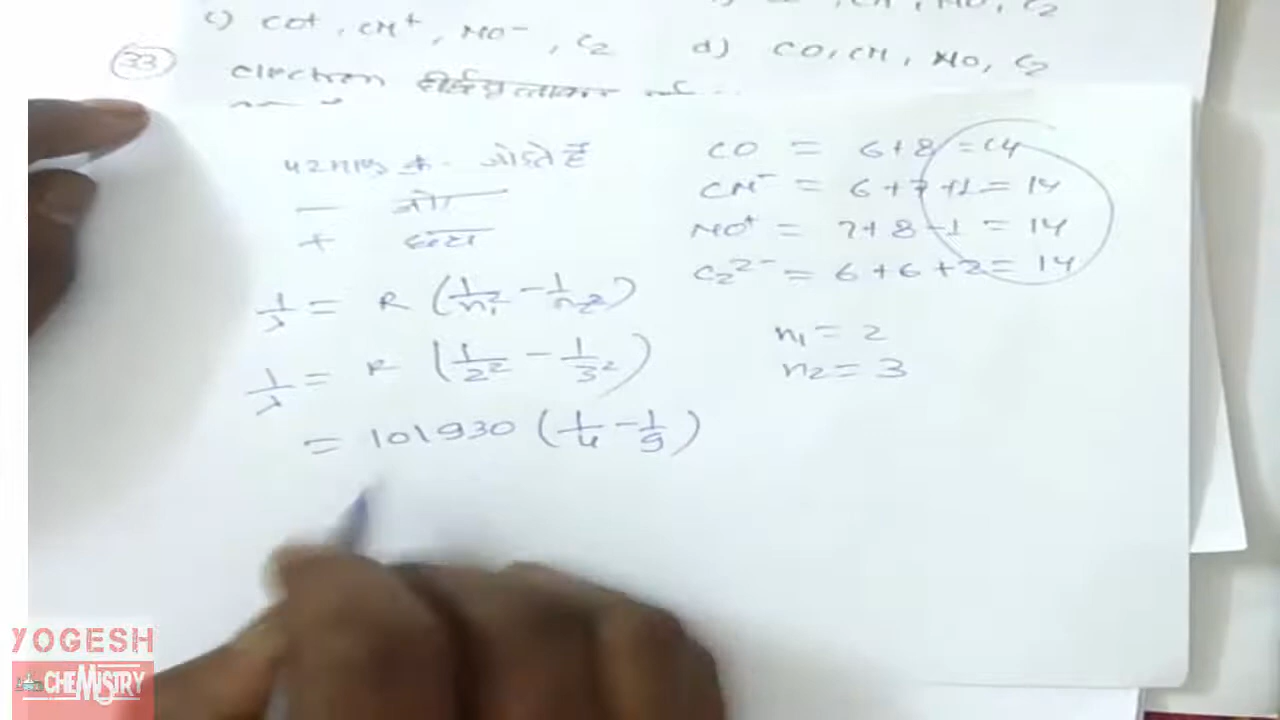 c) CO+, CN+, NO-, C2
d) CO, CN, NO, C2
33 electron
परमाणु क्र. जोड़ते हैं
—
+ घटा
CO = 6+8 = 14
CN- = 6+7+1 = 14
NO+ = 7+8-1 = 14
C2 2- = 6+6+2 = 14
1/λ = R (1/n1² - 1/n2²)
1/λ = R (1/2² - 1/3²)
n1 = 2
n2 = 3
= 101930 (1/4 - 1/9)
YOGESH
CHEMISTRY